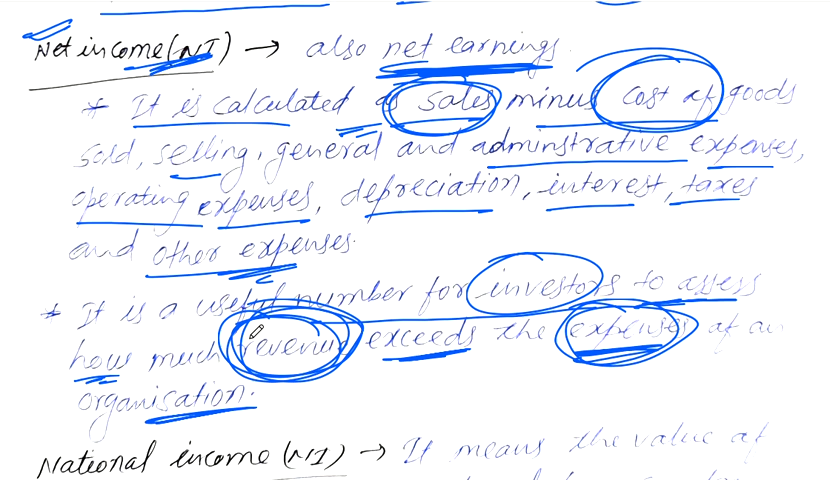 Net income (NI) → also net earnings.
* It is calculated as sales minus cost of goods
sold, selling, general and adminstrative expenses,
operating expenses, depreciation, interest, taxes
and other expenses.
* It is a useful number for investors to assess
how much revenue exceeds the expenses of an
organisation.
National income (NI) → It means the value of